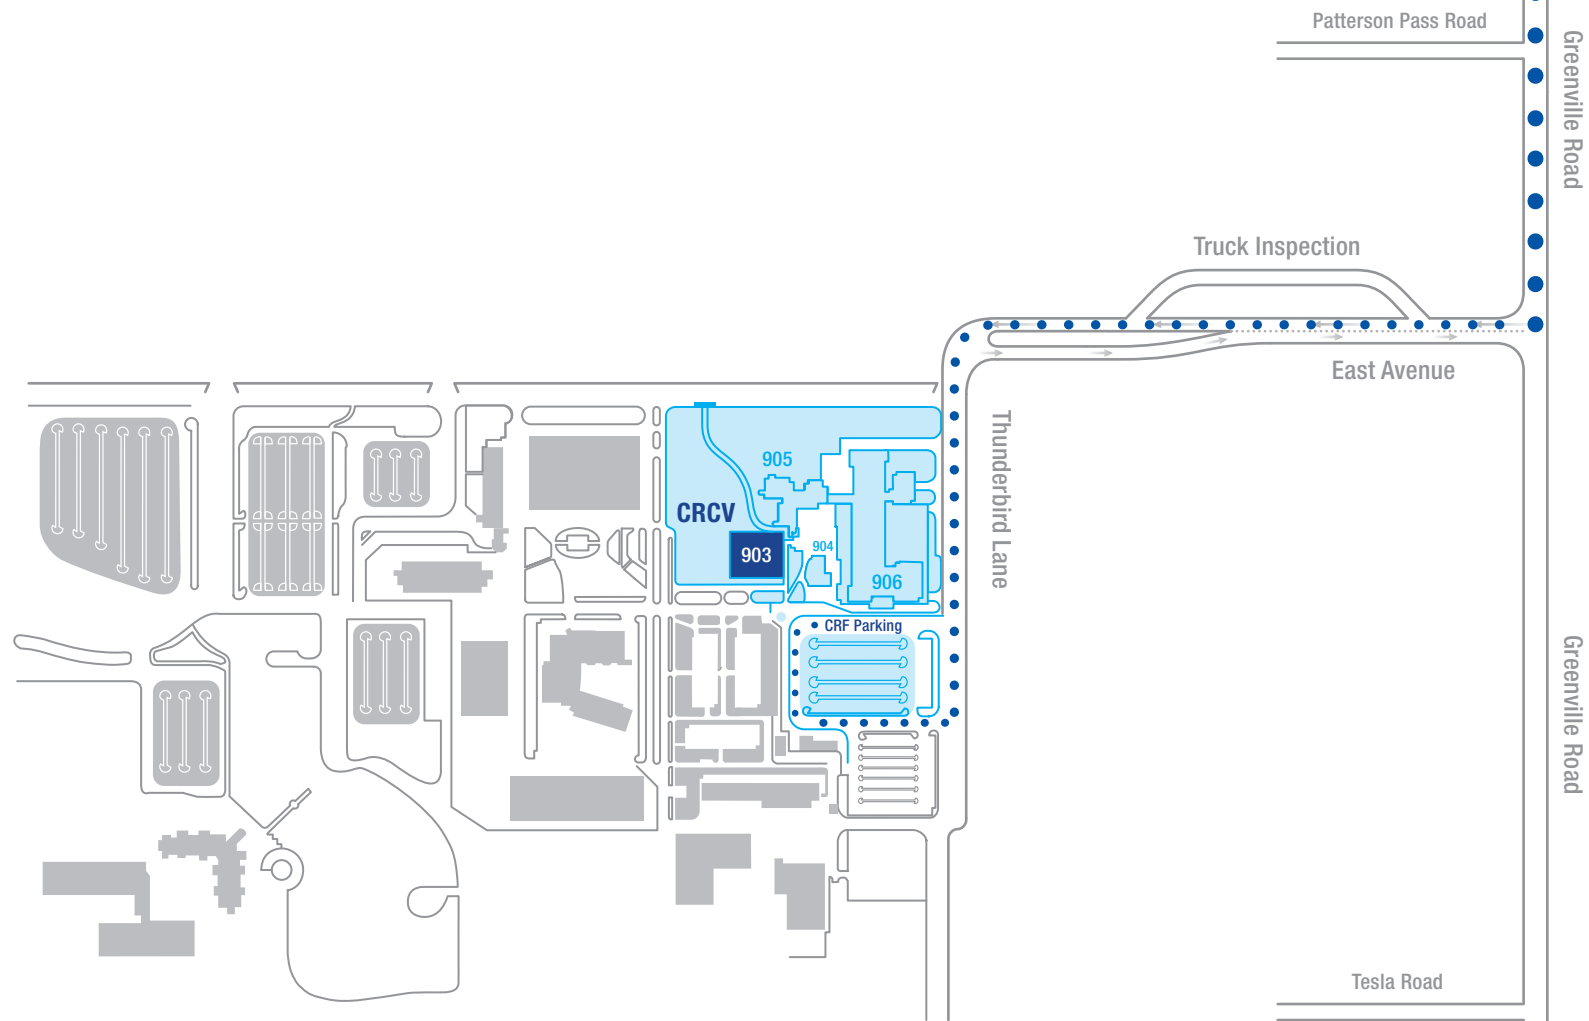 Patterson Pass Road
Greenville Road
Truck Inspection
East Avenue
Thunderbird Lane
905
CRCV
903
904
906
CRF Parking
Greenville Road
Tesla Road